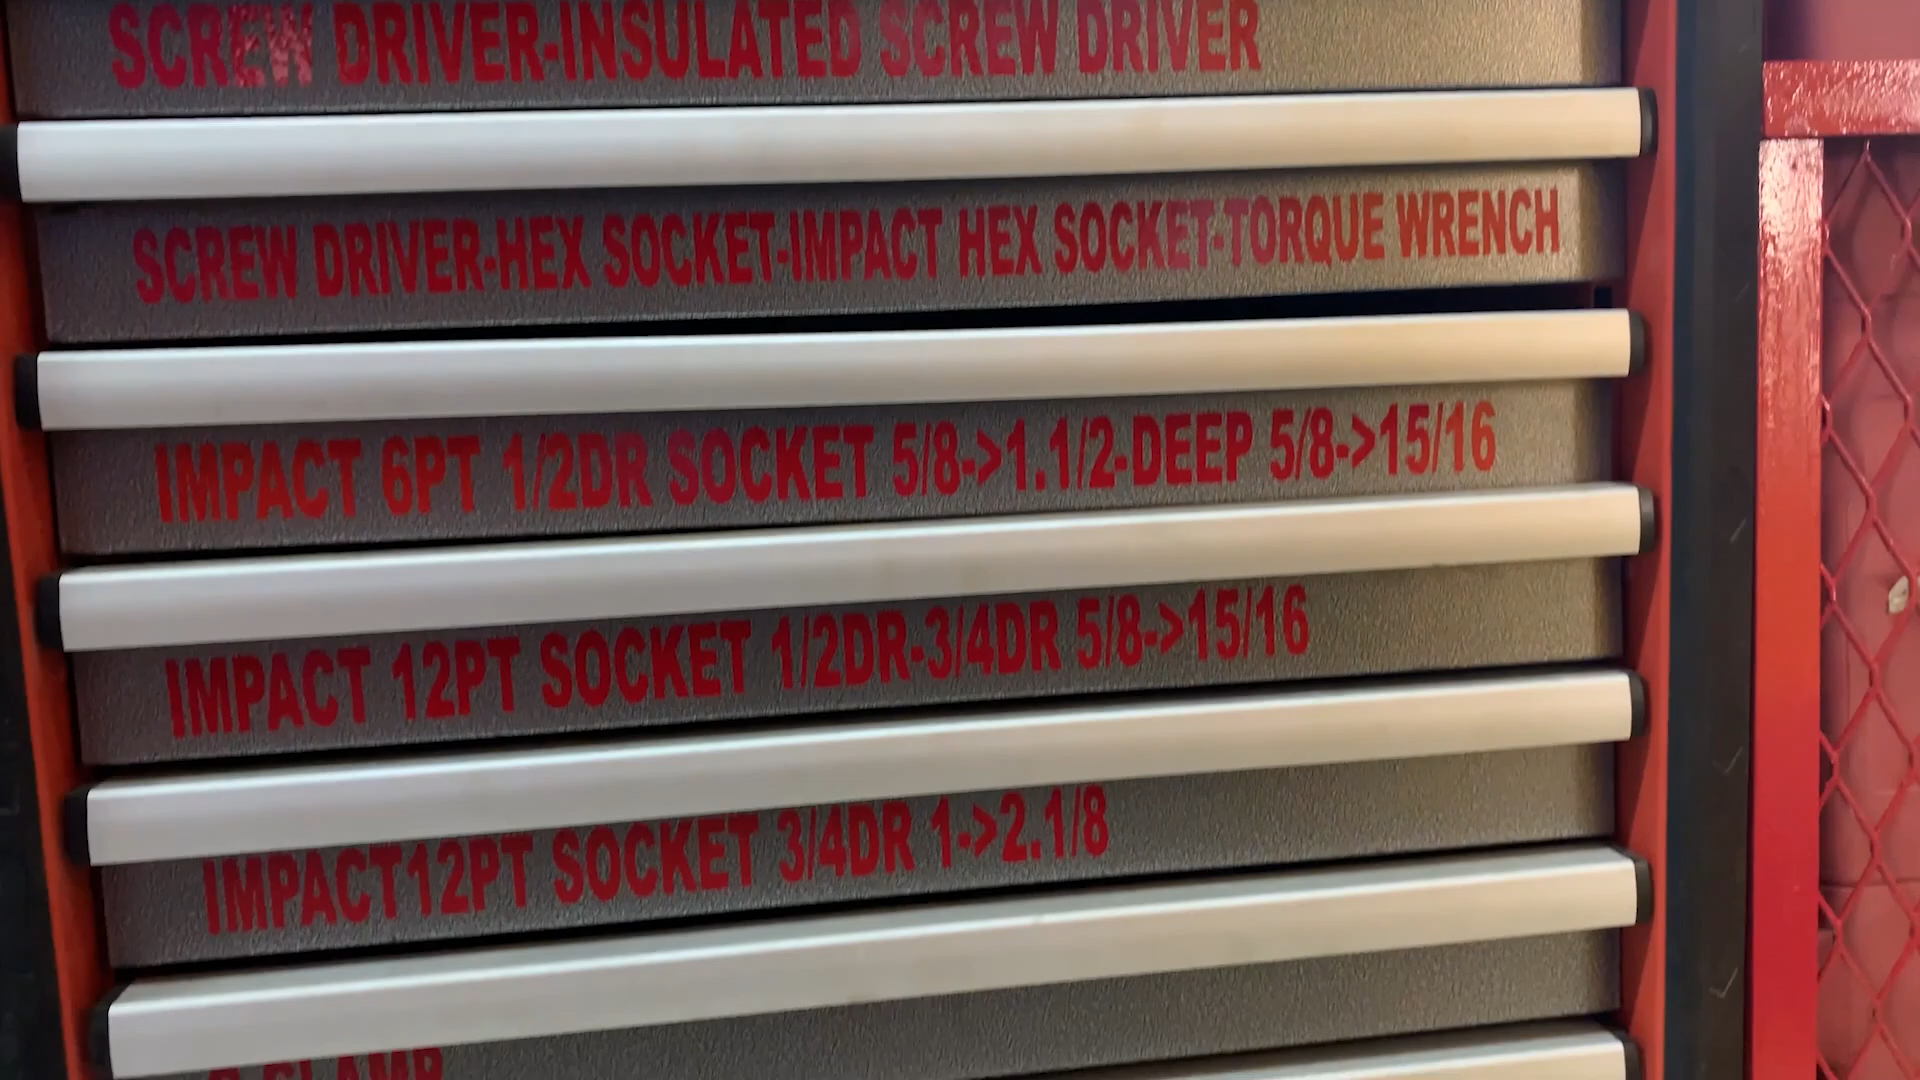 SCREW DRIVER-INSULATED SCREW DRIVER
SCREW DRIVER-HEX SOCKET-IMPACT HEX SOCKET-TORQUE WRENCH
IMPACT 6PT 1/2DR SOCKET 5/8->1.1/2-DEEP 5/8->15/16
IMPACT 12PT SOCKET 1/2DR-3/4DR 5/8->15/16
IMPACT12PT SOCKET 3/4DR 1->2.1/8
CLAMP